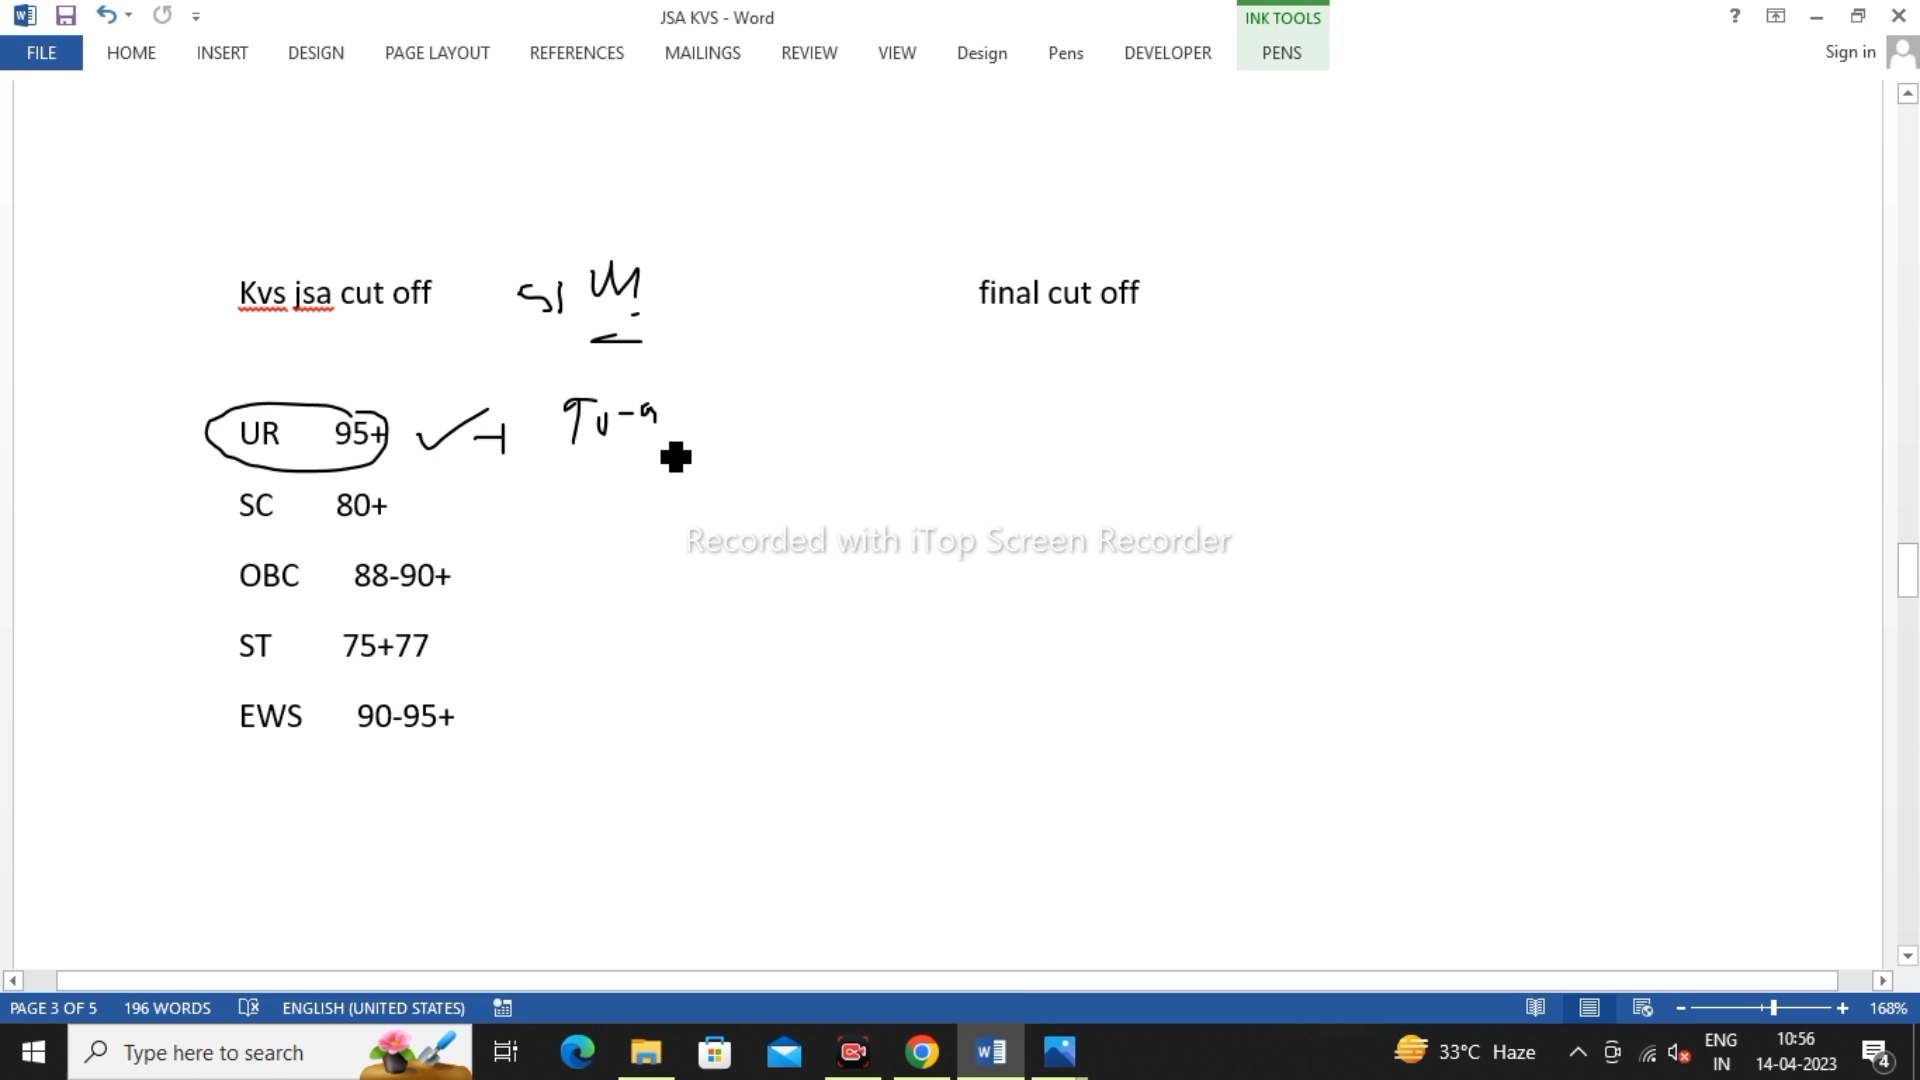 JSA KVS - Word
INK TOOLS
?
FILE HOME INSERT DESIGN PAGE LAYOUT REFERENCES MAILINGS REVIEW VIEW Design Pens DEVELOPER PENS
Sign in
Kvs jsa cut off final cut off
UR 95+
SC 80+
Recorded with iTop Screen Recorder
OBC 88-90+
ST 75+77
EWS 90-95+
PAGE 3 OF 5 196 WORDS ENGLISH (UNITED STATES) 168%
Type here to search
33°C Haze
ENG
IN
10:56
14-04-2023
4